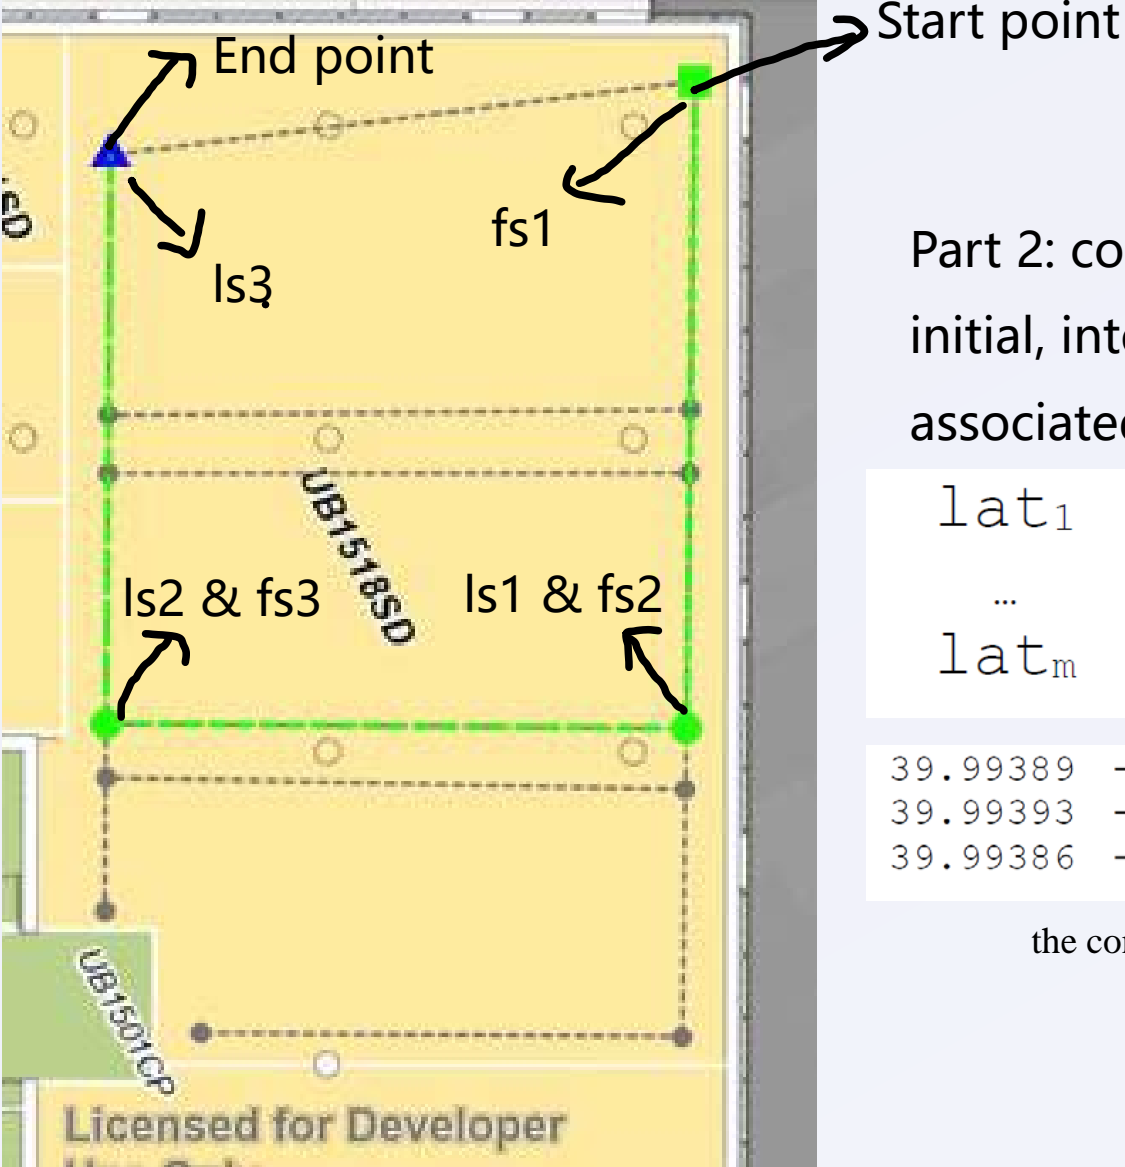 Start point
End point
fs1
ls3
UB1518SD
ls2 & fs3
ls1 & fs2
UB1501CP
Licensed for Developer
Part 2: co
initial, int
associated
lat1
...
latm
39.99389 -
39.99393 -
39.99386 -
the co